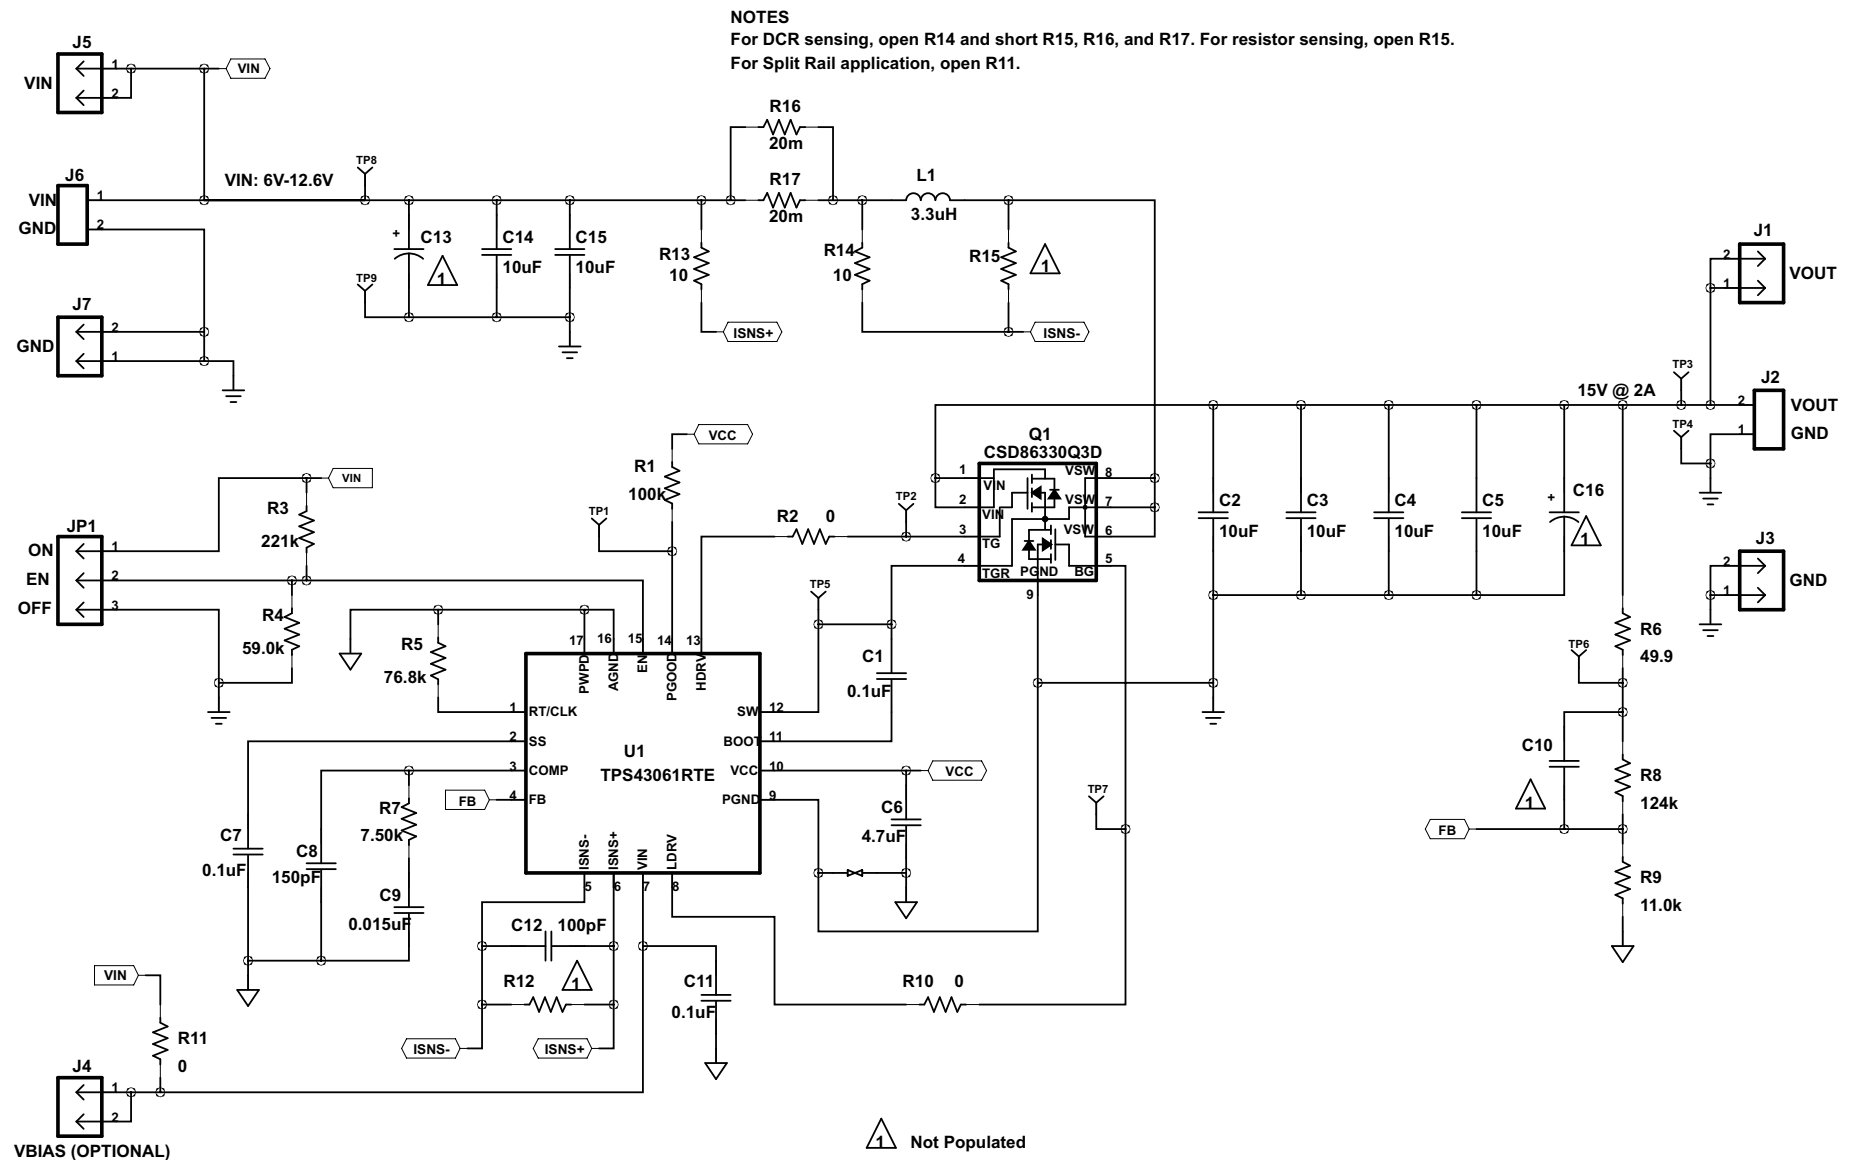 NOTES
For DCR sensing, open R14 and short R15, R16, and R17. For resistor sensing, open R15.
For Split Rail application, open R11.
J5
VIN
1
2
VIN
J6
VIN
GND
1
2
VIN: 6V-12.6V
TP8
TP9
J7
GND
2
1
+
C13
1
C14
10uF
C15
10uF
R16
20m
R17
20m
R13
10
ISNS+
R14
10
L1
3.3uH
R15
1
ISNS-
J1
2
1
VOUT
TP3
15V @ 2A
J2
2
VOUT
1
GND
TP4
J3
2
1
GND
VCC
R1
100k
TP1
R2 0
TP2
Q1
CSD86330Q3D
1 VIN VSW 8
2 VIN VSW 7
3 TG VSW 6
4 TGR PGND BG 5
9
C2
10uF
C3
10uF
C4
10uF
C5
10uF
+
C16
1
VIN
R3
221k
JP1
ON 1
EN 2
OFF 3
R4
59.0k
R5
76.8k
TP5
C1
0.1uF
17 16 15 14 13
PWPD AGND EN PGOOD HDRV
1 RT/CLK
2 SS
3 COMP
4 FB
FB
U1
TPS43061RTE
SW 12
BOOT 11
VCC 10
PGND 9
VCC
ISNS- ISNS+ VIN LDRV
5 6 7 8
C6
4.7uF
TP7
R6
49.9
TP6
C10
1
R8
124k
FB
R9
11.0k
C7
0.1uF
C8
150pF
R7
7.50k
C9
0.015uF
C12 100pF
R12
1
ISNS-
ISNS+
C11
0.1uF
R10 0
VIN
R11
0
J4
1
2
VBIAS (OPTIONAL)
1 Not Populated